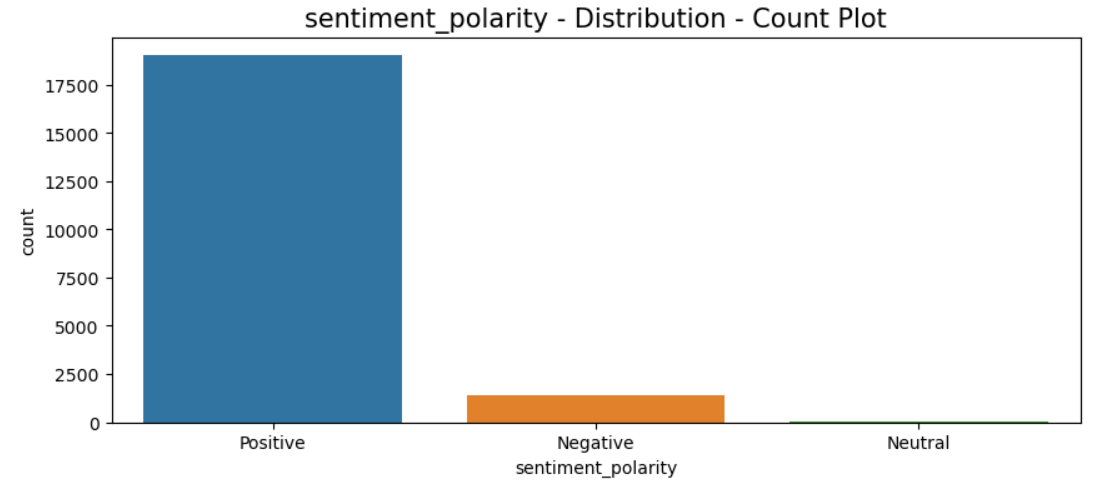 sentiment_polarity - Distribution - Count Plot
17500
15000
12500
10000
7500
5000
2500
0
count
Positive
Negative
Neutral
sentiment_polarity